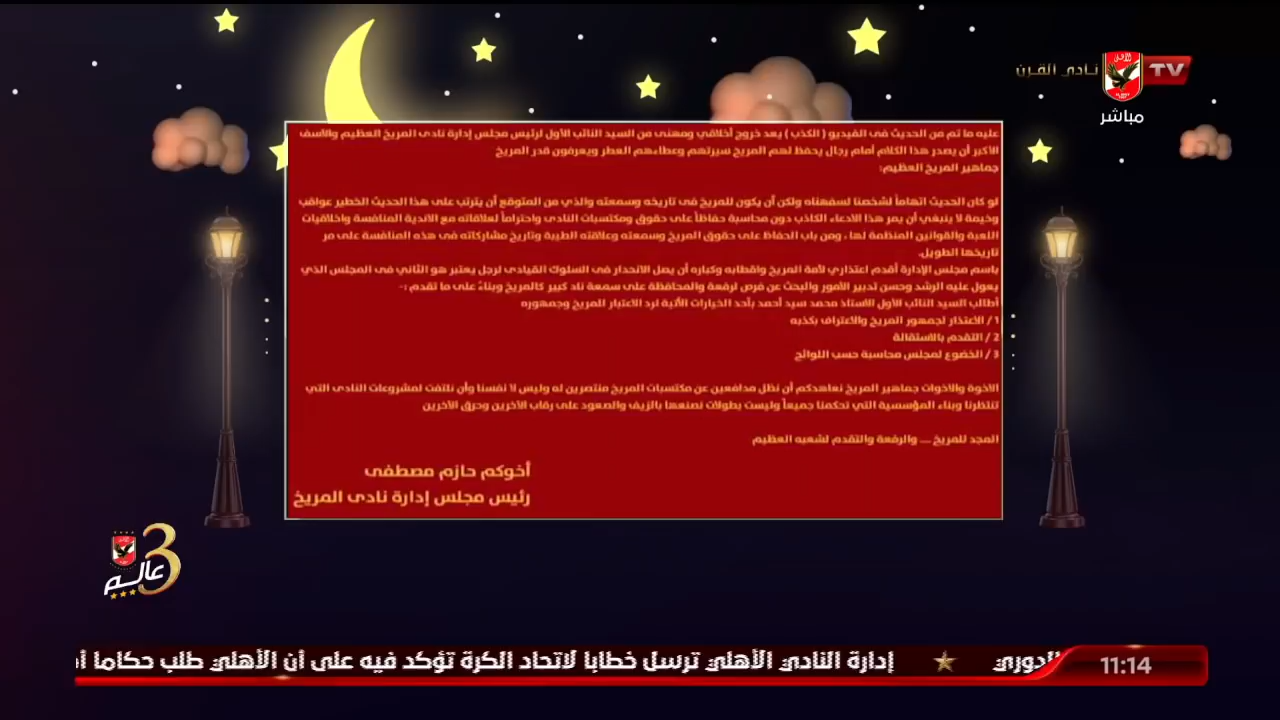 نادي القرن
TV
مباشر
عليه ما تم من الحديث في الفيديو ( الكذب ) يعد خروج أخلاقي ومهني من السيد النائب الأول لرئيس مجلس إدارة نادي المريخ العظيم والأسف
الأكبر أن يصدر هذا الكلام أمام رجال يحفظ لهم المريخ سيرتهم وعطاءهم العطر ويعرفون قدر المريخ
جماهير المريخ العظيم:
لو كان الحديث اتهاماً لشخصنا لسفهناه ولكن أن يكون للمريخ في تاريخه وسمعته والذي من المتوقع أن يترتب على هذا الحديث الخطير عواقب
وخيمة لا ينبغي أن يمر هذا الادعاء الكاذب دون محاسبة حفاظاً على حقوق ومكتسبات النادي واحتراماً لعلاقاته مع الأندية المنافسة وأخلاقيات
اللعبة والقوانين المنظمة لها ، ومن باب الحفاظ على حقوق المريخ وسمعته وعلاقته الطيبة وتاريخ مشاركاته في هذه المنافسة على مر
تاريخها الطويل.
باسم مجلس الإدارة أقدم اعتذاري لأمة المريخ واقطابه وكباره أن يصل الانحدار في السلوك القيادي لرجل يعتبر هو الثاني في المجلس الذي
يعول عليه الرشد وحسن تدبير الأمور والبحث عن فرص لرفعة والمحافظة على سمعة ناد كبير كالمريخ وبناءً على ما تقدم :-
أطالب السيد النائب الأول الاستاذ محمد سيد أحمد بأحد الخيارات الآتية لرد الاعتبار للمريخ وجمهوره
1 / الاعتذار لجمهور المريخ والاعتراف بكذبه
2 / التقدم بالاستقالة
3 / الخضوع لمجلس محاسبة حسب اللوائح
الاخوة والاخوات جماهير المريخ نعاهدكم أن نظل مدافعين عن مكتسبات المريخ منتصرين له وليس لا نفسنا وأن نلتفت لمشروعات النادي التي
تنتظرنا وبناء المؤسسية التي تحكمنا جميعاً وليست بطولات نصنعها بالزيف والصعود على رقاب الآخرين وحرق الآخرين
المجد للمريخ ... والرفعة والتقدم لشعبه العظيم
أخوكم حازم مصطفى
رئيس مجلس إدارة نادي المريخ
3 عالم
الدوري ★ إدارة النادي الأهلي ترسل خطابا لاتحاد الكرة تؤكد فيه على أن الأهلي طلب حكاما
11:14